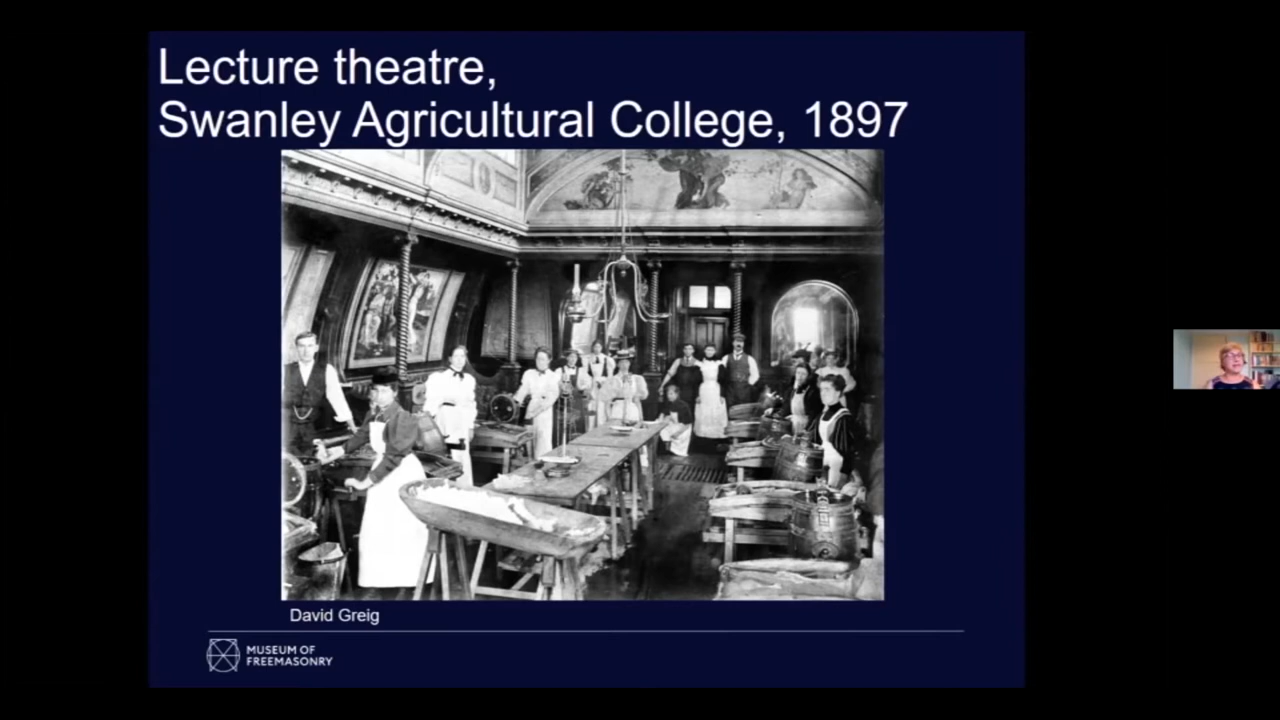 Lecture theatre,
Swanley Agricultural College, 1897
David Greig
MUSEUM OF
FREEMASONRY